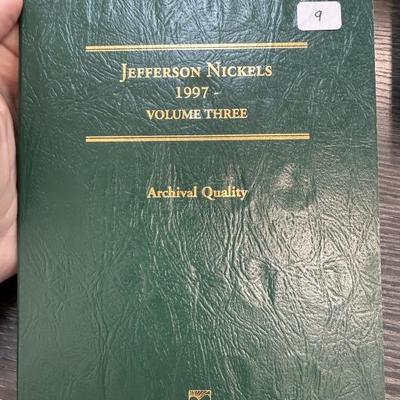 9
JEFFERSON NICKELS
1997 -
VOLUME THREE
Archival Quality